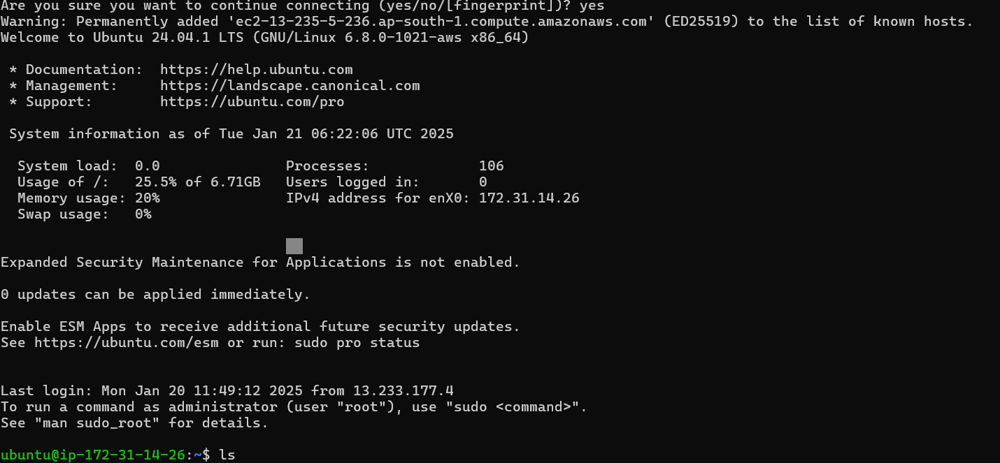 Are you sure you want to continue connecting (yes/no/[fingerprint])? yes
Warning: Permanently added 'ec2-13-235-5-236.ap-south-1.compute.amazonaws.com' (ED25519) to the list of known hosts.
Welcome to Ubuntu 24.04.1 LTS (GNU/Linux 6.8.0-1021-aws x86_64)
* Documentation:  https://help.ubuntu.com
* Management:     https://landscape.canonical.com
* Support:        https://ubuntu.com/pro
System information as of Tue Jan 21 06:22:06 UTC 2025
System load:  0.0               Processes:             106
Usage of /:   25.5% of 6.71GB   Users logged in:       0
Memory usage: 20%               IPv4 address for enX0: 172.31.14.26
Swap usage:   0%
Expanded Security Maintenance for Applications is not enabled.
0 updates can be applied immediately.
Enable ESM Apps to receive additional future security updates.
See https://ubuntu.com/esm or run: sudo pro status
Last login: Mon Jan 20 11:49:12 2025 from 13.233.177.4
To run a command as administrator (user "root"), use "sudo <command>".
See "man sudo_root" for details.
ubuntu@ip-172-31-14-26:~$ ls